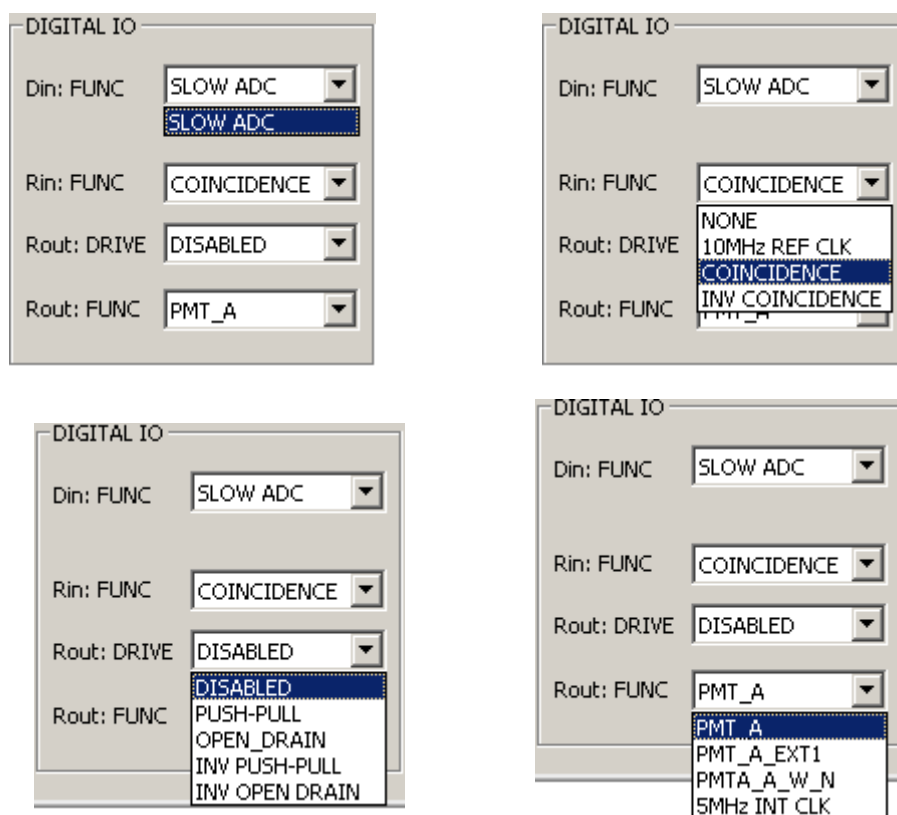 DIGITAL IO
Din: FUNC SLOW ADC
SLOW ADC
Rin: FUNC COINCIDENCE
Rout: DRIVE DISABLED
Rout: FUNC PMT_A
DIGITAL IO
Din: FUNC SLOW ADC
Rin: FUNC COINCIDENCE
NONE
Rout: DRIVE 10MHz REF CLK
COINCIDENCE
Rout: FUNC INV COINCIDENCE
DIGITAL IO
Din: FUNC SLOW ADC
Rin: FUNC COINCIDENCE
Rout: DRIVE DISABLED
DISABLED
Rout: FUNC PUSH-PULL
OPEN_DRAIN
INV PUSH-PULL
INV OPEN DRAIN
DIGITAL IO
Din: FUNC SLOW ADC
Rin: FUNC COINCIDENCE
Rout: DRIVE DISABLED
Rout: FUNC PMT_A
PMT_A
PMT_A_EXT1
PMTA_A_W_N
5MHz INT CLK